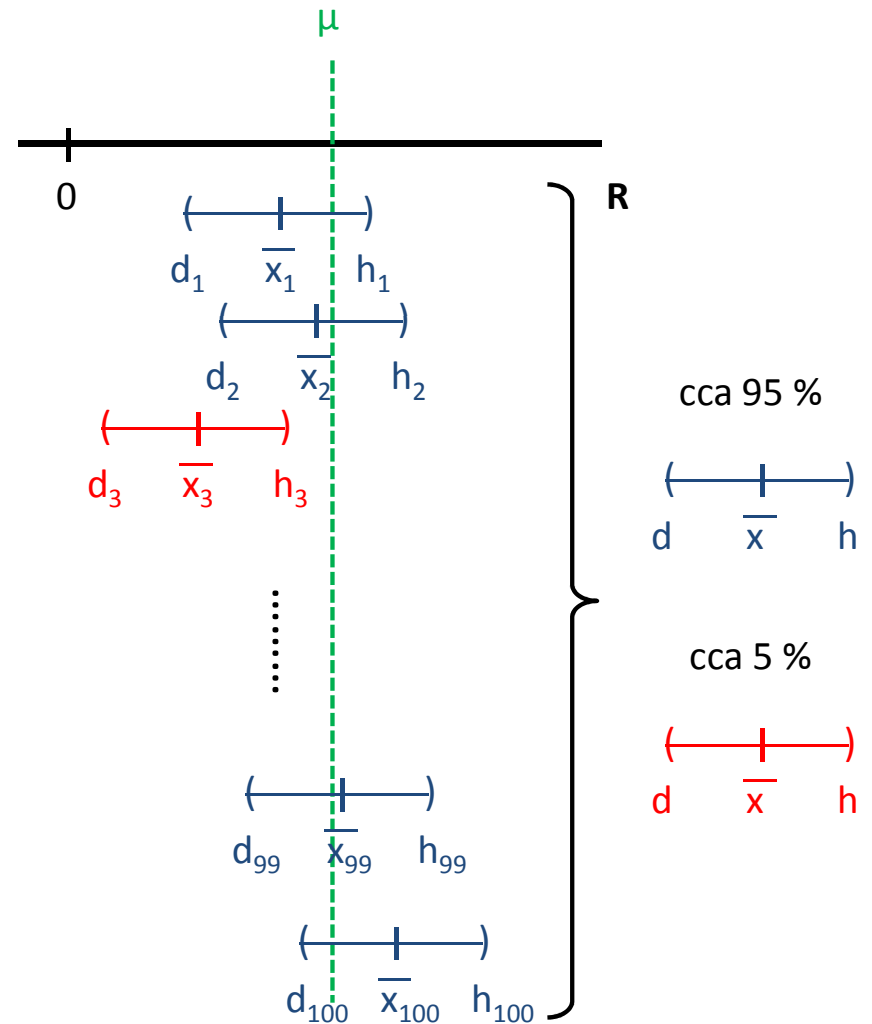 μ
0 R
d₁ x̅₁ h₁
d₂ x̅₂ h₂
cca 95 %
d₃ x̅₃ h₃
d x̅ h
cca 5 %
d x̅ h
d₉₉ x̅₉₉ h₉₉
d₁₀₀ x̅₁₀₀ h₁₀₀